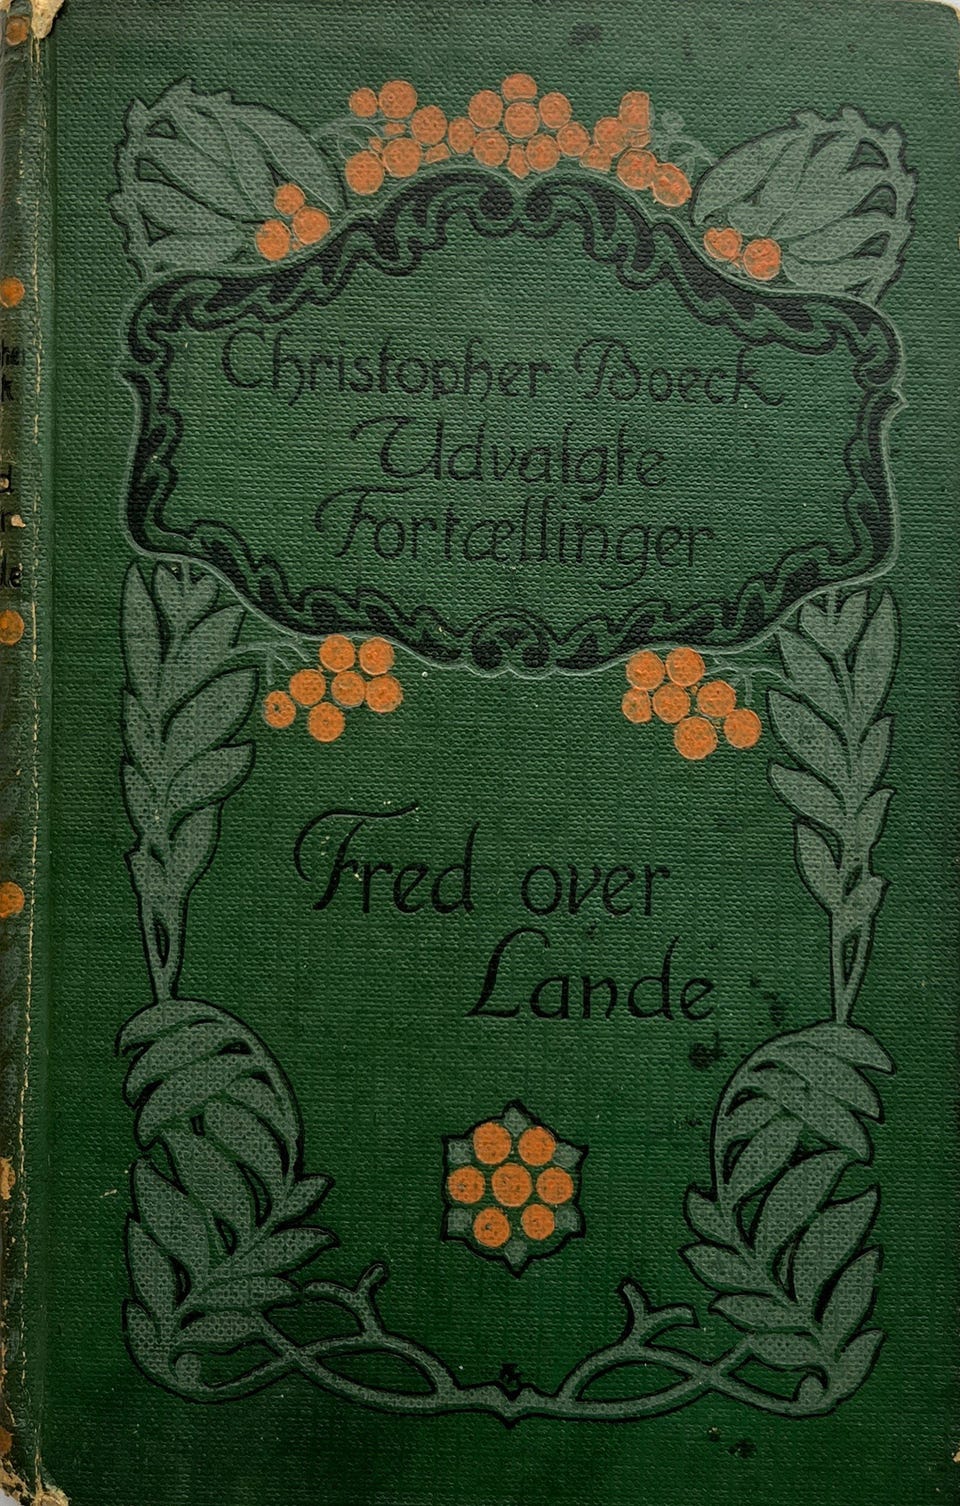 Christopher Boeck
Udvalgte
Fortællinger
Fred over
Lande